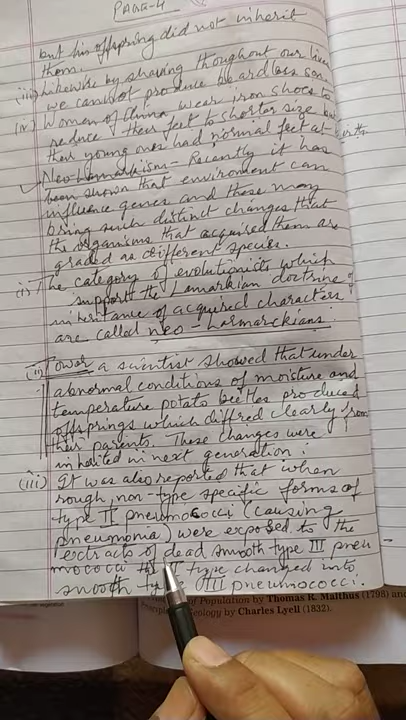 PAGE-4
but his offspring did not inherit
them.
(iii) Likewise by shaving thoughout our lives
we cannot produce beardless sons
(iv) Women of China wear iron shoes to
reduce their feet to shorter size but
their young ones had normal feet at birth
Neo-Lamarkism - Recently it has
been shown that enviroment can
influence genes and these may
bring such distinct changes that
the organisms that acquired them are
graded as different species.
(i) The category of evolutionists which
support the Lamarkian doctrine of
inheritance of acquired characters
are called neo-Larmarckians.
(ii) Tower a scientist showed that under
abnormal conditions of moisture and
temperature potato beetles produced
offsprings which diffred clearly from
their parents. These changes were
inherited in next generation.
(iii) It was also reported that when
rough, non-type specific forms of
type II pneumococci (causing
pneumonia) were exposed to the
extracts of dead smooth type III pneu-
mococci the II type changed into
smooth type III pneumococci.
of Population by Thomas R. Malthus (1798) and
Geology by Charles Lyell (1832).